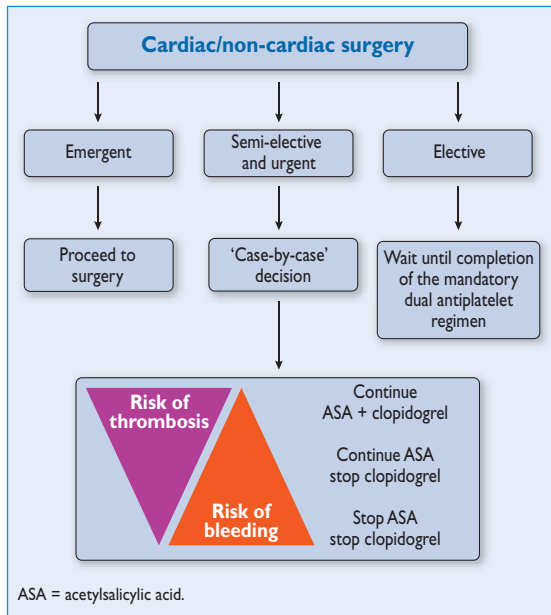 Cardiac/non-cardiac surgery
Emergent
Semi-elective
and urgent
Elective
Proceed to
surgery
‘Case-by-case’
decision
Wait until completion
of the mandatory
dual antiplatelet
regimen
Risk of
thrombosis
Risk of
bleeding
Continue
ASA + clopidogrel
Continue ASA
stop clopidogrel
Stop ASA
stop clopidogrel
ASA = acetylsalicylic acid.